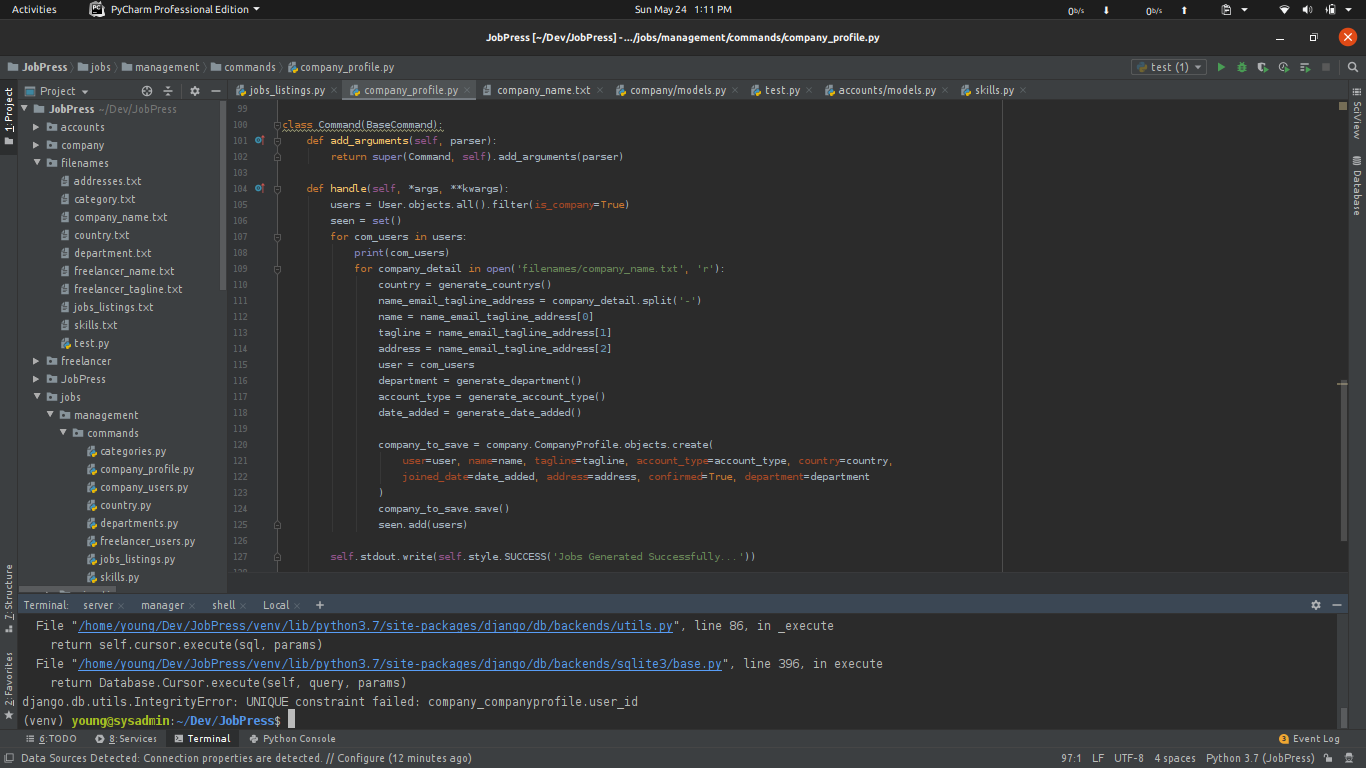 Activities PyCharm Professional Edition Sun May 24 1:11 PM 0b/s 0b/s
JobPress [~/Dev/JobPress] - .../jobs/management/commands/company_profile.py
JobPress jobs management commands company_profile.py test (1)
Project jobs_listings.py company_profile.py company_name.txt company/models.py test.py accounts/models.py skills.py
1: Project
JobPress ~/Dev/JobPress
accounts
company
filenames
addresses.txt
category.txt
company_name.txt
country.txt
department.txt
freelancer_name.txt
freelancer_tagline.txt
jobs_listings.txt
skills.txt
test.py
freelancer
JobPress
jobs
management
commands
categories.py
company_profile.py
company_users.py
country.py
departments.py
freelancer_users.py
jobs_listings.py
skills.py
7: Structure
2: Favorites
99
100 class Command(BaseCommand):
101 def add_arguments(self, parser):
102 return super(Command, self).add_arguments(parser)
103
104 def handle(self, *args, **kwargs):
105 users = User.objects.all().filter(is_company=True)
106 seen = set()
107 for com_users in users:
108 print(com_users)
109 for company_detail in open('filenames/company_name.txt', 'r'):
110 country = generate_countrys()
111 name_email_tagline_address = company_detail.split('-')
112 name = name_email_tagline_address[0]
113 tagline = name_email_tagline_address[1]
114 address = name_email_tagline_address[2]
115 user = com_users
116 department = generate_department()
117 account_type = generate_account_type()
118 date_added = generate_date_added()
119
120 company_to_save = company.CompanyProfile.objects.create(
121 user=user, name=name, tagline=tagline, account_type=account_type, country=country,
122 joined_date=date_added, address=address, confirmed=True, department=department
123 )
124 company_to_save.save()
125 seen.add(users)
126
127 self.stdout.write(self.style.SUCCESS('Jobs Generated Successfully...'))
SciView
Database
Terminal: server manager shell Local +
File "/home/young/Dev/JobPress/venv/lib/python3.7/site-packages/django/db/backends/utils.py", line 86, in _execute
return self.cursor.execute(sql, params)
File "/home/young/Dev/JobPress/venv/lib/python3.7/site-packages/django/db/backends/sqlite3/base.py", line 396, in execute
return Database.Cursor.execute(self, query, params)
django.db.utils.IntegrityError: UNIQUE constraint failed: company_companyprofile.user_id
(venv) young@sysadmin:~/Dev/JobPress$
6: TODO 8: Services Terminal Python Console 3 Event Log
Data Sources Detected: Connection properties are detected. // Configure (12 minutes ago) 97:1 LF UTF-8 4 spaces Python 3.7 (JobPress)